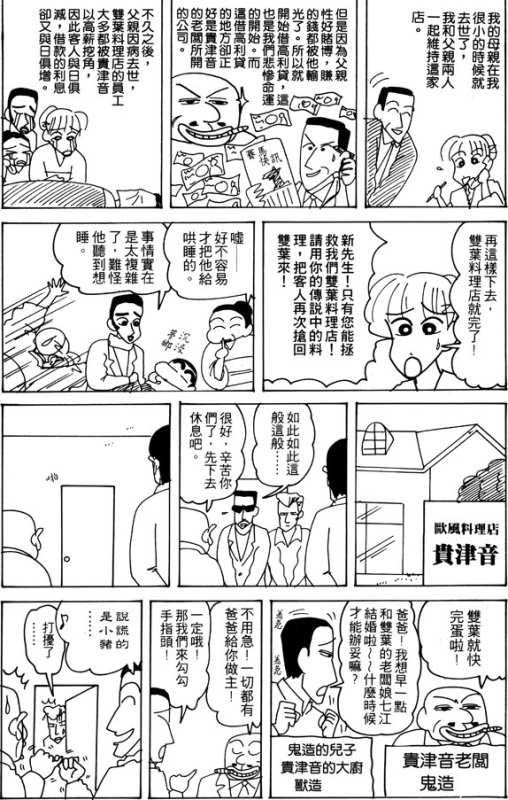 我的母親在我
很小的時候就
去世了，
我和父親兩人
一起維持這家
店。
但是因為父親
性好賭博，賺
的錢都被他輸
光了。所以就
開始借高利貸，這
也是我們悲慘命運
的開始。而
這借高利貸
的地方卻正
好是貴津音
的老闆所開
的公司。
賽馬
快訊
不久之後，
父親因病去世，
雙葉料理店的員工
大多都被貴津音
以高薪挖角，
因此客人與日俱
減，借款的利息
卻又與日俱增。
再這樣下去，
雙葉料理店就完了！
新先生！只有您能拯
救我們雙葉料理店！
請用你的傳說中的料
理，把客人再次搶回
雙葉來！
噓——
好不容易
才把他給
哄睡的。
沉沒
夢鄉
事情實在
是太複雜
了，難怪
他聽到想
睡。
歐風料理店
貴津音
如此如此這
般這般……
很好，辛苦你
們了，先下去
休息吧。
雙葉就快
完蛋啦！
貴津音老闆
鬼造
爸爸！我想早一點
和雙葉的老闆娘七江
結婚啦~~什麼時候
才能辦妥嘛？
羞羞
羞羞
鬼造的兒子
貴津音的大廚
獸造
不用急！一切都有
爸爸給你做主！
一定哦！
那我們來勾勾
手指頭！
說謊的
是小豬
……
……打擾了